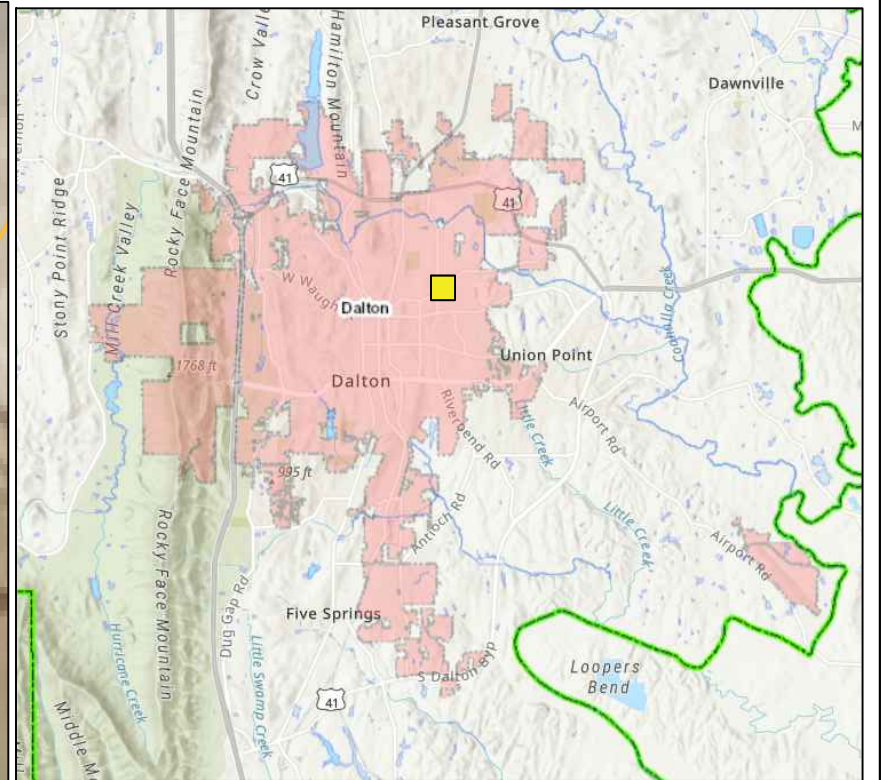 Pleasant Grove
Crow Valle
Hamilton Mountain
Dawnville
Rocky Face Mountain
Stony Point Ridge
Mill Creek Valley
41
41
W Waugh
Dalton
Coahulla Creek
1768 ft
Union Point
Dalton
Riverbend Rd
Airport Rd
ittle Creek
995 ft
Antioch Rd
Little Creek
Airport Rd
Rocky Face Mountain
Dug Gap Rd
Five Springs
Hurricane Creek
Little Swamp Creek
S Dalton Byp
Loopers
Bend
41
Middle M